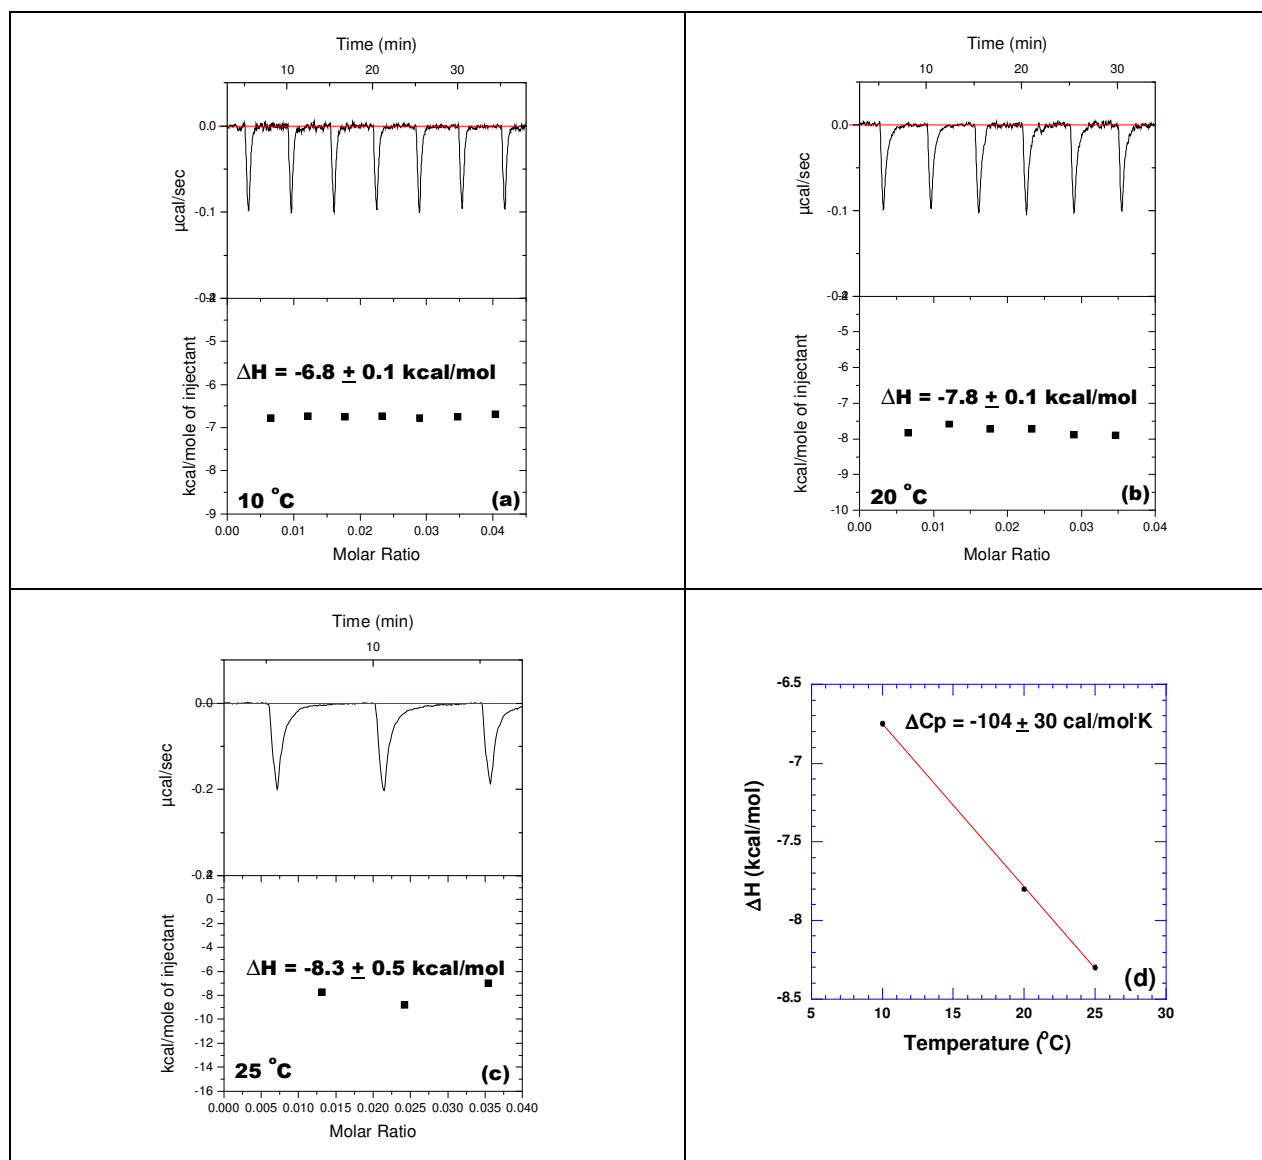 Time (min)
10 20 30
0.0
-0.1
-0.2
µcal/sec
-5
-6
-7
-8
-9
kcal/mole of injectant
ΔH = -6.8 ± 0.1 kcal/mol
10 °C
(a)
0.00 0.01 0.02 0.03 0.04
Molar Ratio
Time (min)
10 20 30
0.0
-0.1
µcal/sec
-5
-6
-7
-8
-9
-10
kcal/mole of injectant
ΔH = -7.8 ± 0.1 kcal/mol
20 °C
(b)
0.00 0.01 0.02 0.03 0.04
Molar Ratio
Time (min)
10
0.0
-0.2
µcal/sec
0
-2
-4
-6
-8
-10
-12
-14
-16
kcal/mole of injectant
ΔH = -8.3 ± 0.5 kcal/mol
25 °C
(c)
0.000 0.005 0.010 0.015 0.020 0.025 0.030 0.035 0.040
Molar Ratio
-6.5
-7
-7.5
-8
-8.5
ΔH (kcal/mol)
ΔCp = -104 ± 30 cal/mol·K
(d)
5 10 15 20 25 30
Temperature (°C)